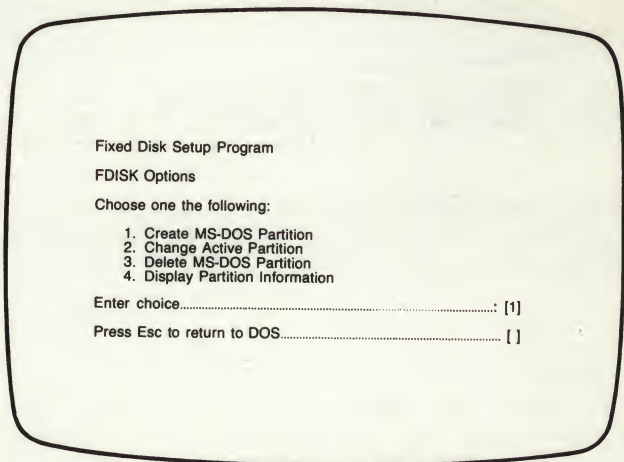 Fixed Disk Setup Program
FDISK Options
Choose one the following:
1. Create MS-DOS Partition
2. Change Active Partition
3. Delete MS-DOS Partition
4. Display Partition Information
Enter choice..............................................................................: [1]
Press Esc to return to DOS....................................................... [ ]